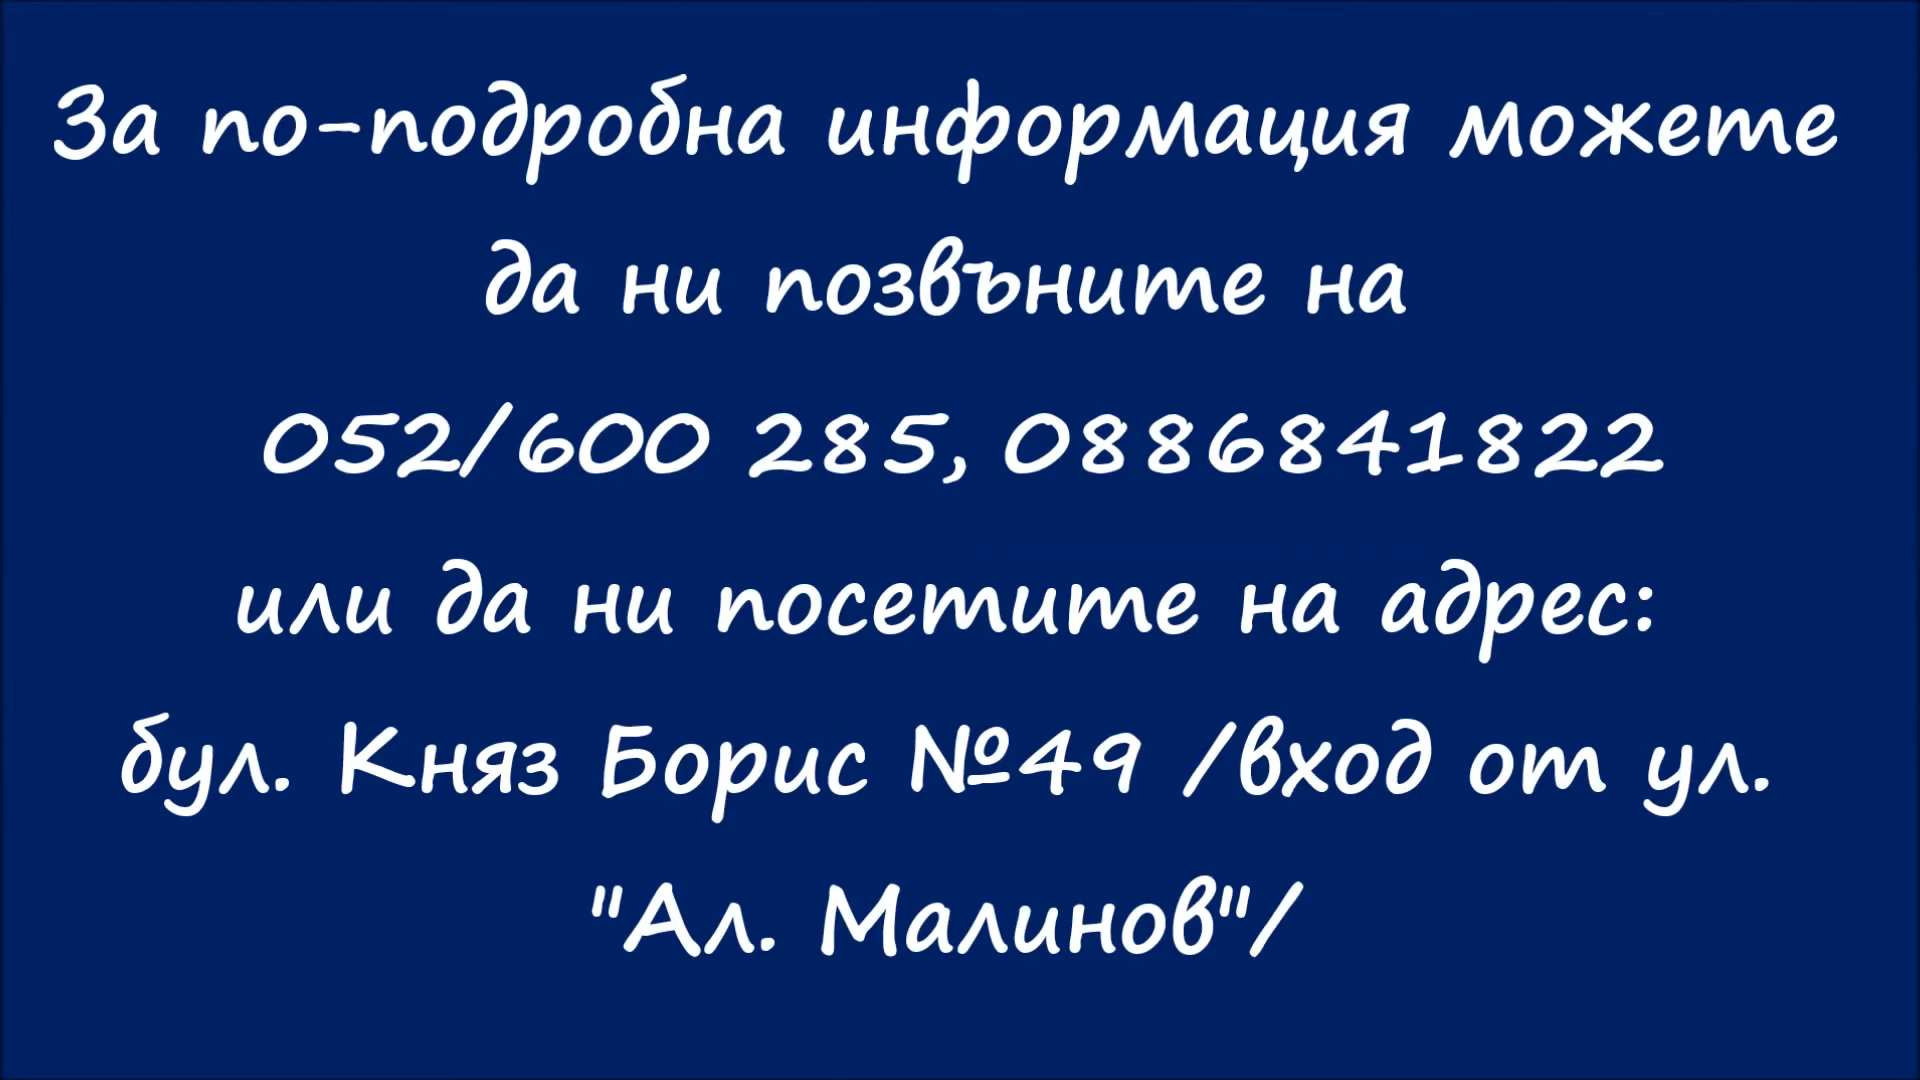 За по-подробна информация можете
да ни позвъните на
052/600 285, 0886841822
или да ни посетите на адрес:
бул. Княз Борис №49 /вход от ул.
"Ал. Малинов"/